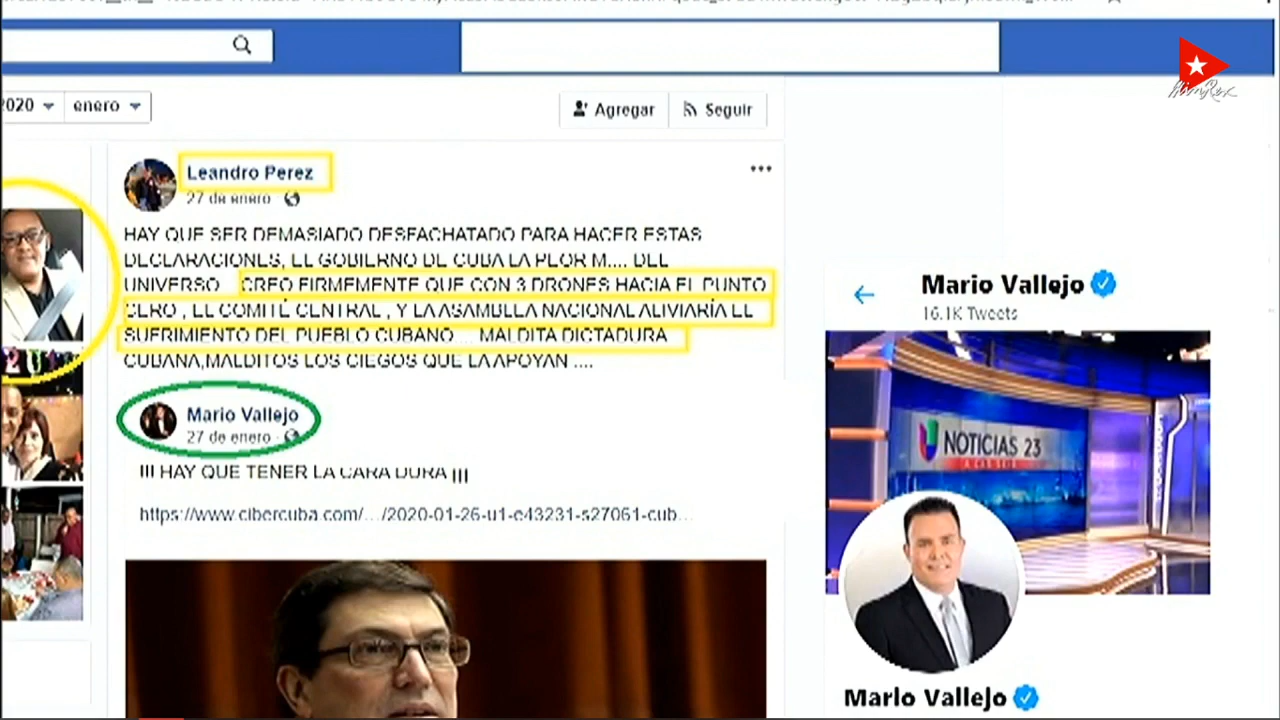 2020 enero
Agregar Seguir
Leandro Perez
27 de enero
HAY QUE SER DEMASIADO DESFACHATADO PARA HACER ESTAS
DECLARACIONES, EL GOBIERNO DE CUBA LA PEOR M.... DEL
UNIVERSO CREO FIRMEMENTE QUE CON 3 DRONES HACIA EL PUNTO
CERO , EL COMITÉ CENTRAL , Y LA ASAMBLEA NACIONAL ALIVIARÍA EL
SUFRIMIENTO DEL PUEBLO CUBANO.... MALDITA DICTADURA
CUBANA,MALDITOS LOS CIEGOS QUE LA APOYAN ....
Mario Vallejo
27 de enero ·
!!! HAY QUE TENER LA CARA DURA ¡¡¡
https://www.cibercuba.com/.../2020-01-26-u1-e43231-s27061-cub...
MinRex
Mario Vallejo
16.1K Tweets
NOTICIAS 23
Mario Vallejo